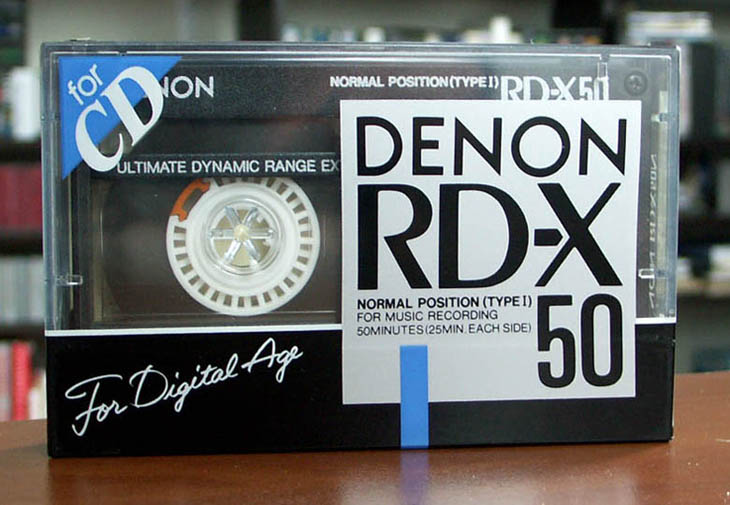 for
CD
NON
NORMAL POSITION (TYPE I) RD-X 50
ULTIMATE DYNAMIC RANGE EX
DENON
RD-X
NORMAL POSITION (TYPE I)
FOR MUSIC RECORDING
50MINUTES (25MIN. EACH SIDE)
50
For Digital Age